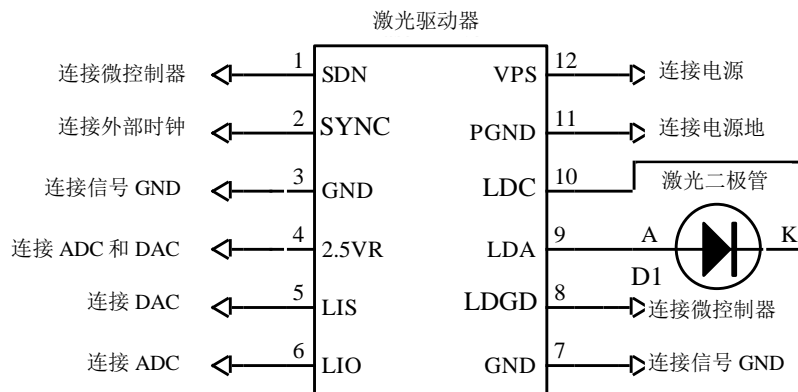 激光驱动器
连接微控制器 1 SDN VPS 12 连接电源
连接外部时钟 2 SYNC PGND 11 连接电源地
连接信号 GND 3 GND LDC 10 激光二极管
连接 ADC 和 DAC 4 2.5VR LDA 9 A K
D1
连接 DAC 5 LIS LDGD 8 连接微控制器
连接 ADC 6 LIO GND 7 连接信号 GND